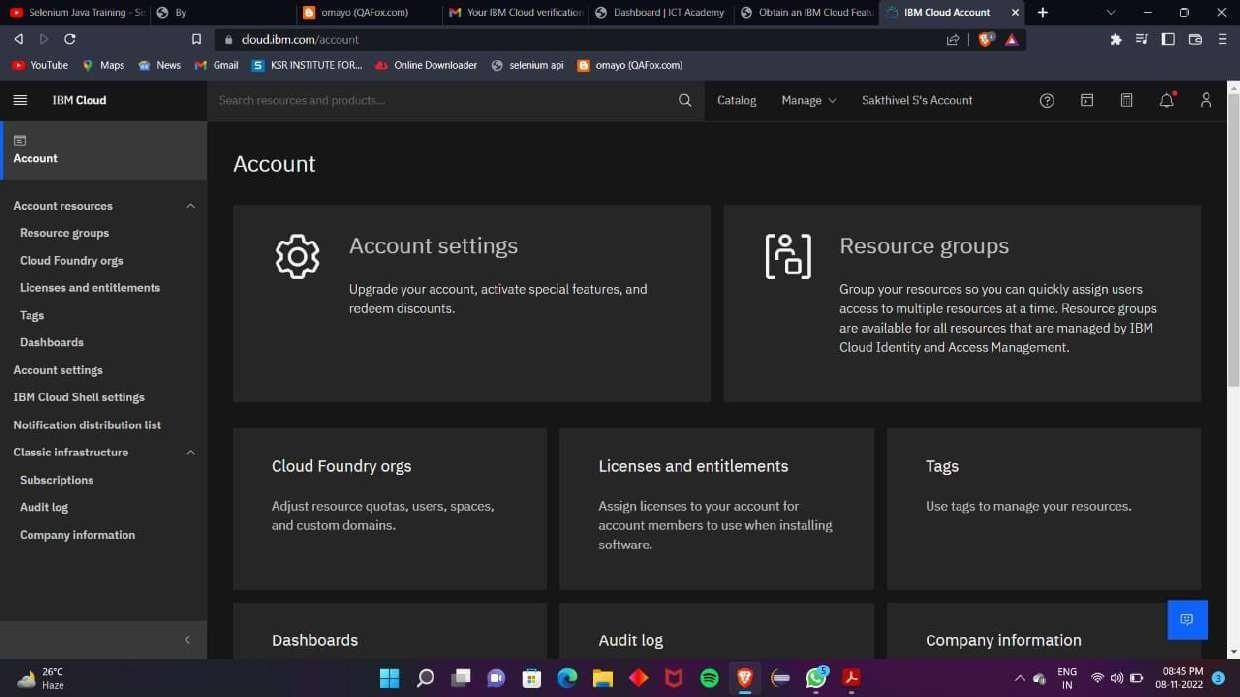 Selenium Java Training - Se
By
omayo (QAFox.com)
Your IBM Cloud verification
Dashboard | ICT Academy
Obtain an IBM Cloud Featu
IBM Cloud Account
cloud.ibm.com/account
YouTube
Maps
News
Gmail
KSR INSTITUTE FOR...
Online Downloader
selenium api
omayo (QAFox.com)
IBM Cloud
Search resources and products...
Catalog
Manage
Sakthivel S's Account
Account
Account resources
Resource groups
Cloud Foundry orgs
Licenses and entitlements
Tags
Dashboards
Account settings
IBM Cloud Shell settings
Notification distribution list
Classic infrastructure
Subscriptions
Audit log
Company information
Account
Account settings
Upgrade your account, activate special features, and
redeem discounts.
Resource groups
Group your resources so you can quickly assign users
access to multiple resources at a time. Resource groups
are available for all resources that are managed by IBM
Cloud Identity and Access Management.
Cloud Foundry orgs
Adjust resource quotas, users, spaces,
and custom domains.
Licenses and entitlements
Assign licenses to your account for
account members to use when installing
software.
Tags
Use tags to manage your resources.
Dashboards
Audit log
Company information
26°C
Haze
5
ENG
IN
08:45 PM
08-11-2022
3